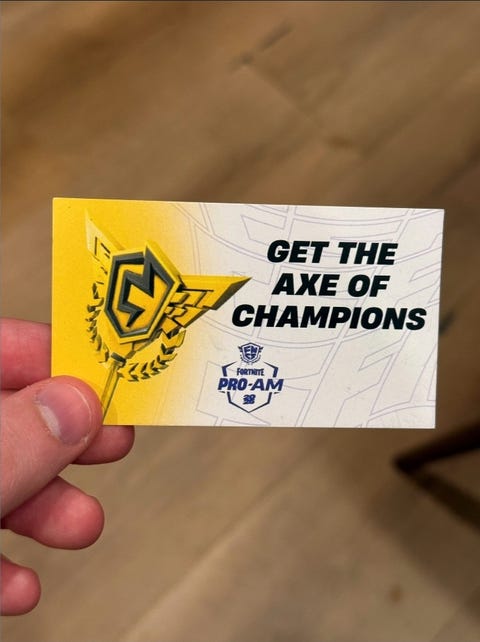 GET THE
AXE OF
CHAMPIONS
FORTNITE
PRO-AM